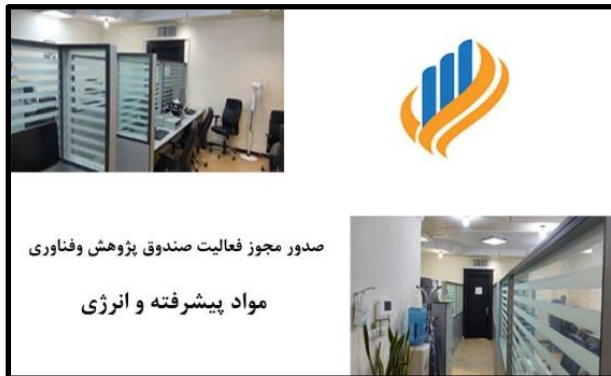 صدور مجوز فعالیت صندوق پژوهش وفناوری
مواد پیشرفته و انرژی